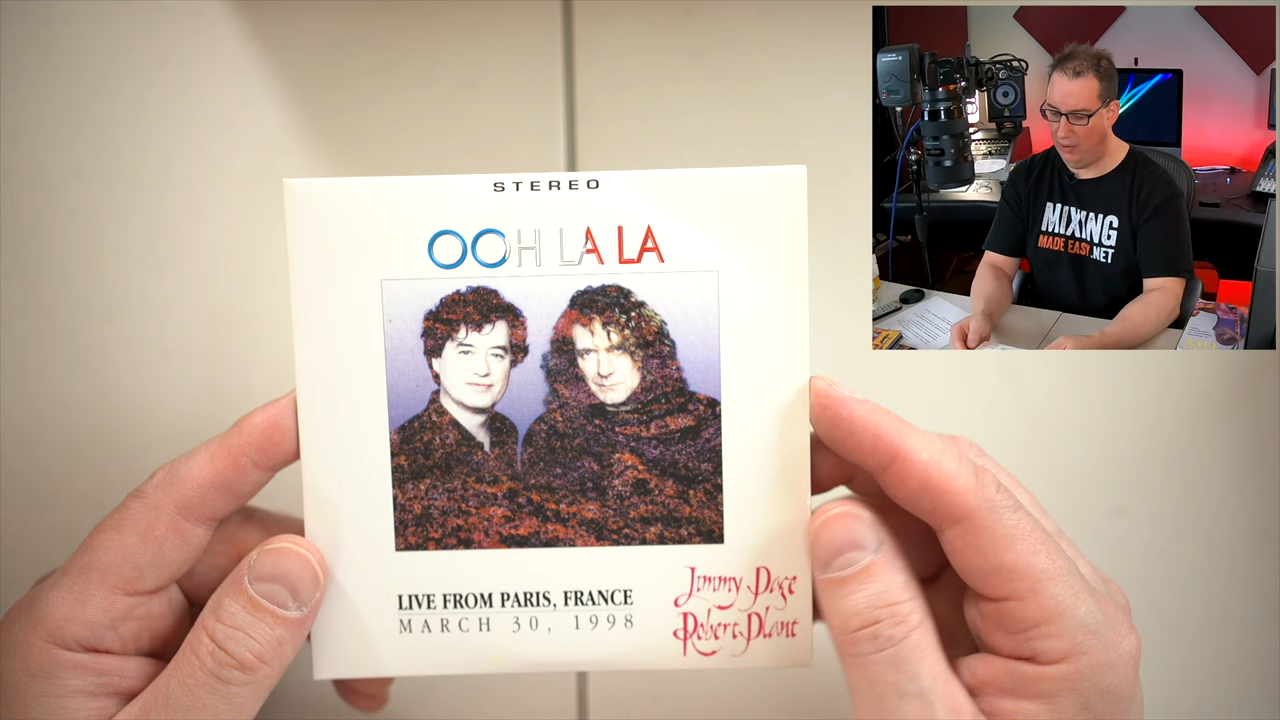 STEREO
OOH LA LA
LIVE FROM PARIS, FRANCE
MARCH 30, 1998
Jimmy Page
Robert Plant
MIXING
MADE EASY.NET